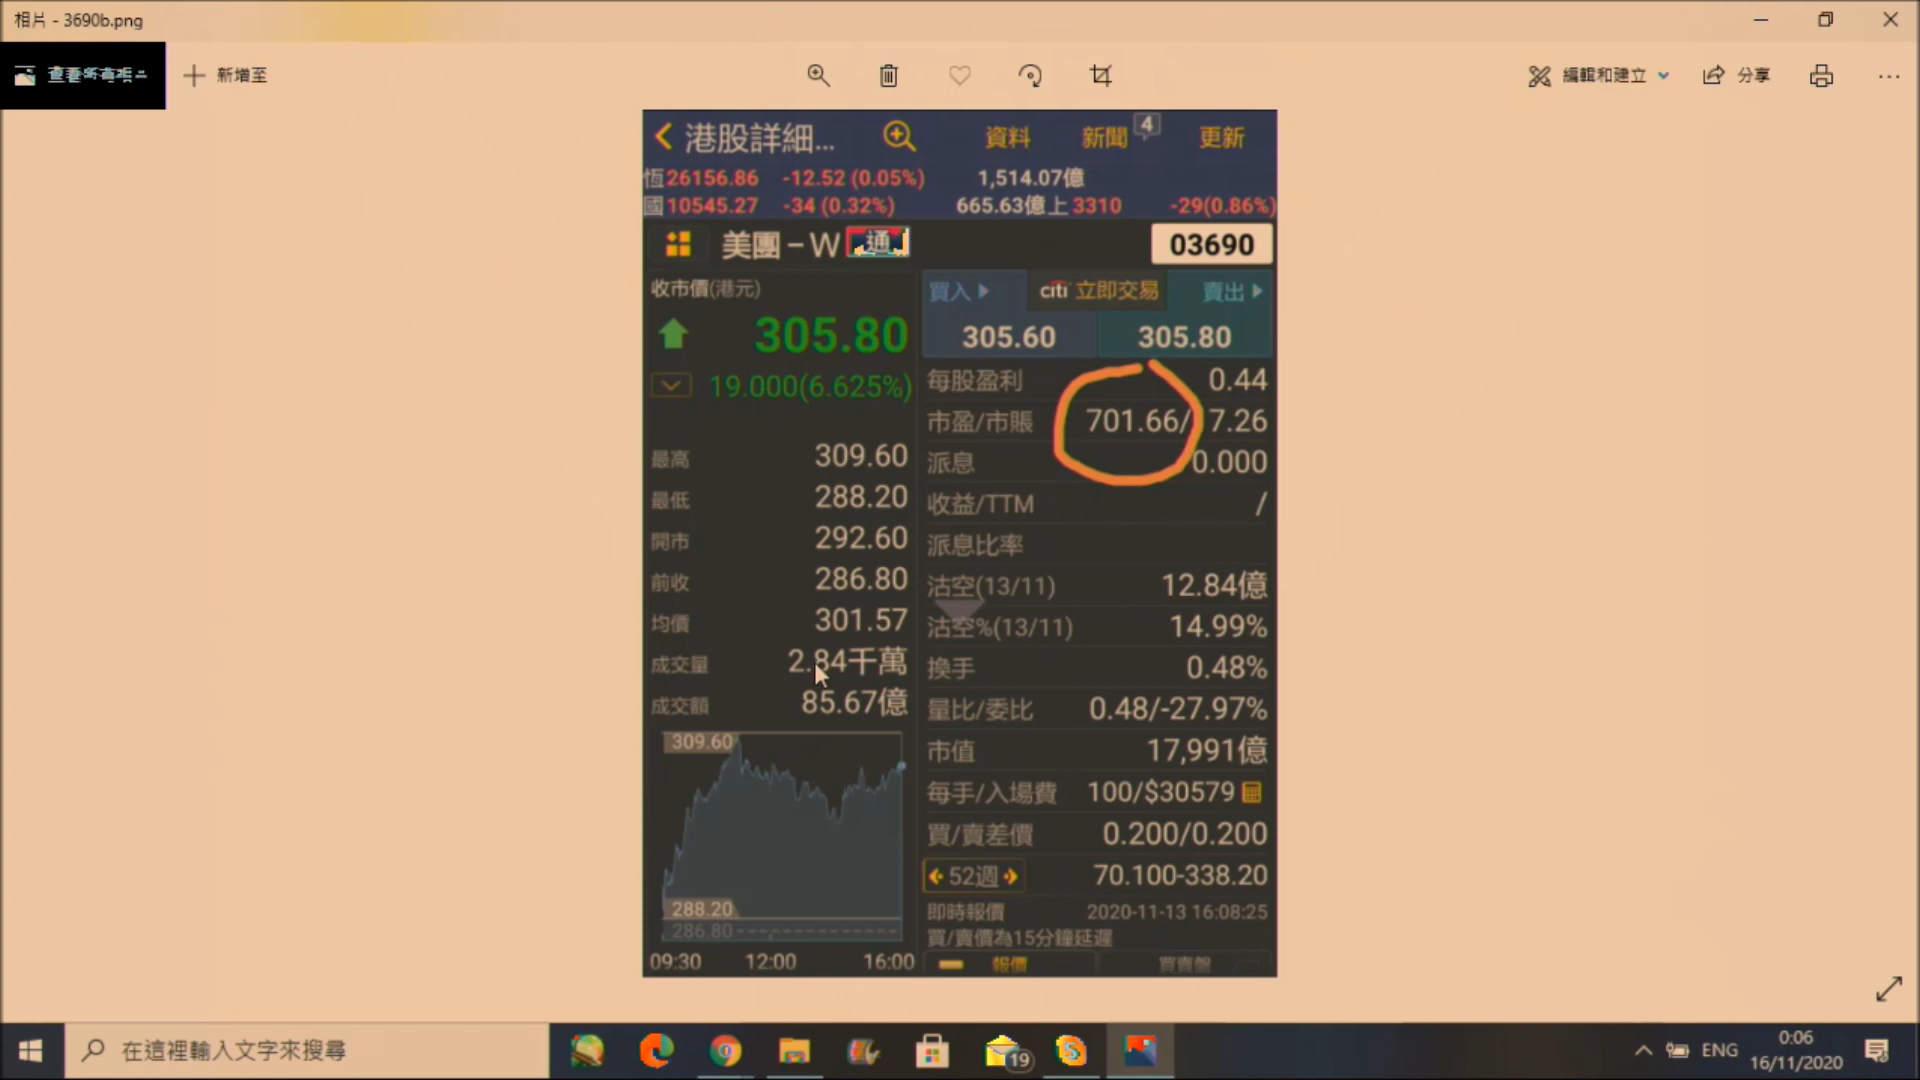 相片 - 3690b.png
新增至
編輯和建立
分享
港股詳細...
資料
新聞
4
更新
恆26156.86 -12.52 (0.05%) 1,514.07億
國10545.27 -34 (0.32%) 665.63億 上 3310 -29(0.86%)
美團－W 通 03690
收市價(港元)
305.80
19.000(6.625%)
買入
citi 立即交易
賣出
305.60
305.80
最高 309.60
最低 288.20
開市 292.60
前收 286.80
均價 301.57
成交量 2.84千萬
成交額 85.67億
每股盈利 0.44
市盈/市賬 701.66/ 7.26
派息 0.000
收益/TTM /
派息比率
沽空(13/11) 12.84億
沽空%(13/11) 14.99%
換手 0.48%
量比/委比 0.48/-27.97%
市值 17,991億
每手/入場費 100/$30579
買/賣差價 0.200/0.200
52週 70.100-338.20
即時報價 2020-11-13 16:08:25
買/賣價為15分鐘延遲
報價
買賣盤
309.60
288.20
286.80
09:30 12:00 16:00
在這裡輸入文字來搜尋
19
ENG
0:06
16/11/2020